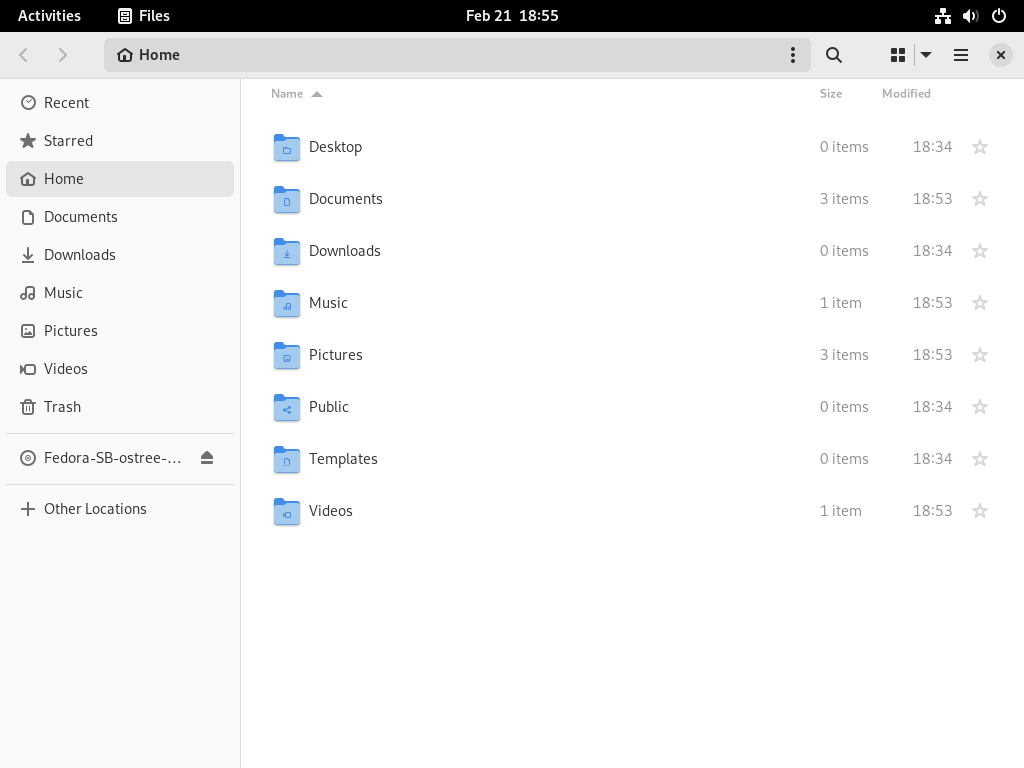 Activities Files Feb 21 18:55
Home
Recent
Starred
Home
Documents
Downloads
Music
Pictures
Videos
Trash
Fedora-SB-ostree-…
Other Locations
Name Size Modified
Desktop 0 items 18:34
Documents 3 items 18:53
Downloads 0 items 18:34
Music 1 item 18:53
Pictures 3 items 18:53
Public 0 items 18:34
Templates 0 items 18:34
Videos 1 item 18:53